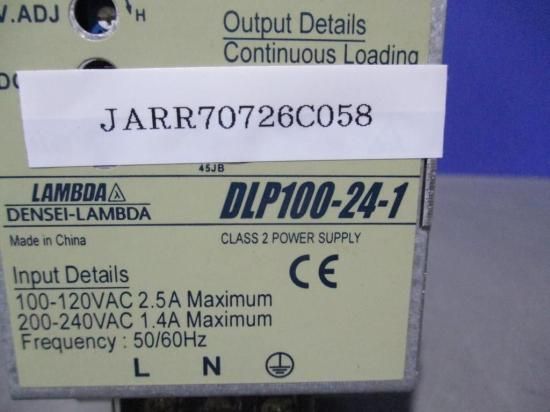 V.ADJ
H
Output Details
Continuous Loading
JARR70726C058
45JB
LAMBDA
DENSEI-LAMBDA
DLP100-24-1
Made in China
CLASS 2 POWER SUPPLY
CE
Input Details
100-120VAC 2.5A Maximum
200-240VAC 1.4A Maximum
Frequency : 50/60Hz
L N